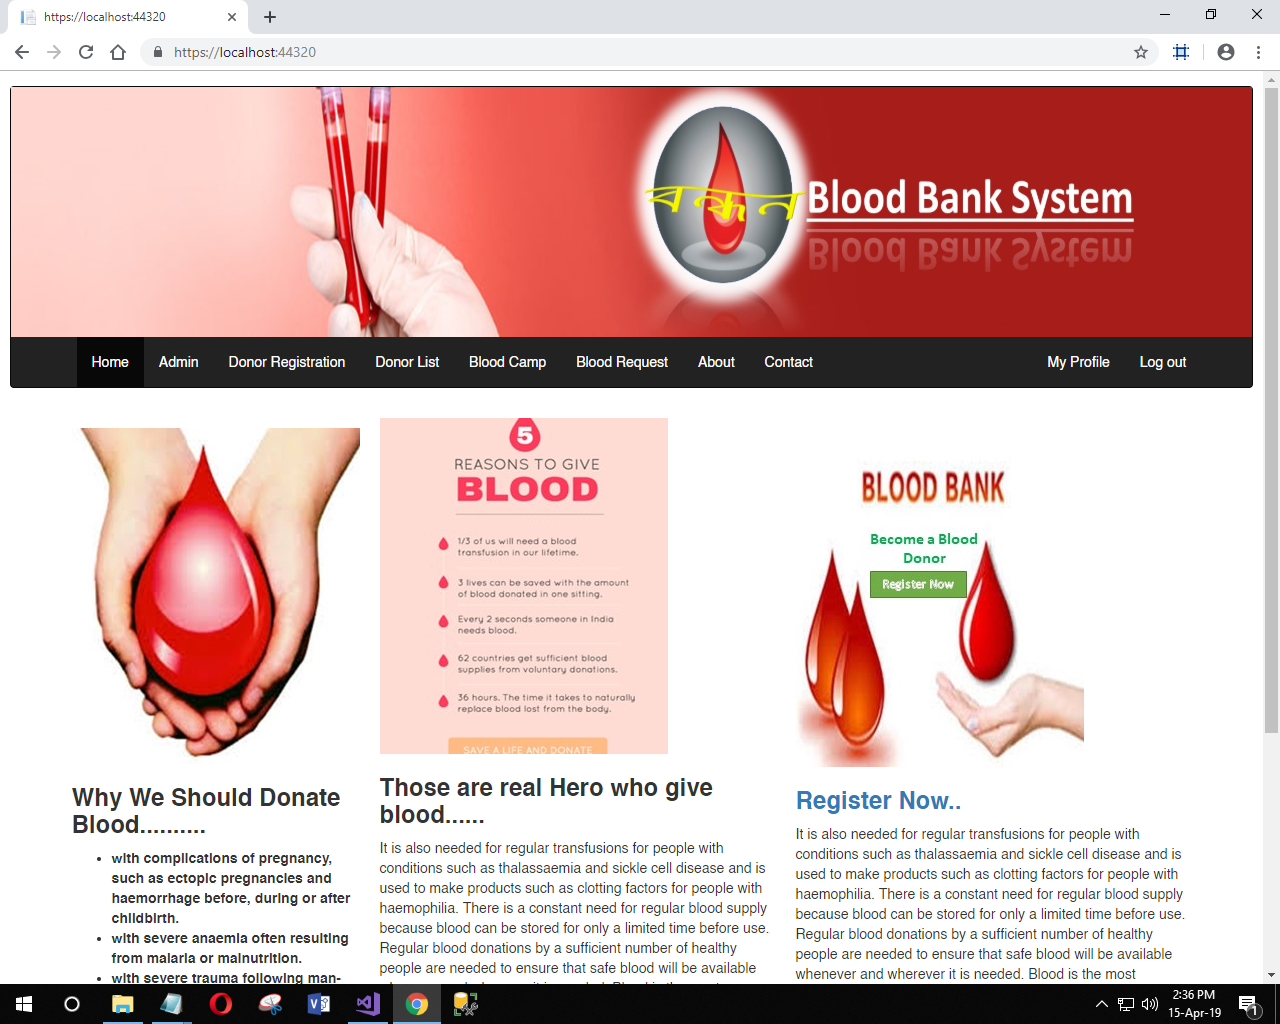 https://localhost:44320
https://localhost:44320
বন্ধন
Blood Bank System
Home Admin Donor Registration Donor List Blood Camp Blood Request About Contact My Profile Log out
5
REASONS TO GIVE
BLOOD
1/3 of us will need a blood
transfusion in our lifetime.
3 lives can be saved with the amount
of blood donated in one sitting.
Every 2 seconds someone in India
needs blood.
62 countries get sufficient blood
supplies from voluntary donations.
36 hours. The time it takes to naturally
replace blood lost from the body.
SAVE A LIFE AND DONATE
BLOOD BANK
Become a Blood
Donor
Register Now
Why We Should Donate
Blood..........
with complications of pregnancy,
such as ectopic pregnancies and
haemorrhage before, during or after
childbirth.
with severe anaemia often resulting
from malaria or malnutrition.
with severe trauma following man-
Those are real Hero who give
blood......
It is also needed for regular transfusions for people with
conditions such as thalassaemia and sickle cell disease and is
used to make products such as clotting factors for people with
haemophilia. There is a constant need for regular blood supply
because blood can be stored for only a limited time before use.
Regular blood donations by a sufficient number of healthy
people are needed to ensure that safe blood will be available
Register Now..
It is also needed for regular transfusions for people with
conditions such as thalassaemia and sickle cell disease and is
used to make products such as clotting factors for people with
haemophilia. There is a constant need for regular blood supply
because blood can be stored for only a limited time before use.
Regular blood donations by a sufficient number of healthy
people are needed to ensure that safe blood will be available
whenever and wherever it is needed. Blood is the most
2:36 PM
15-Apr-19
1